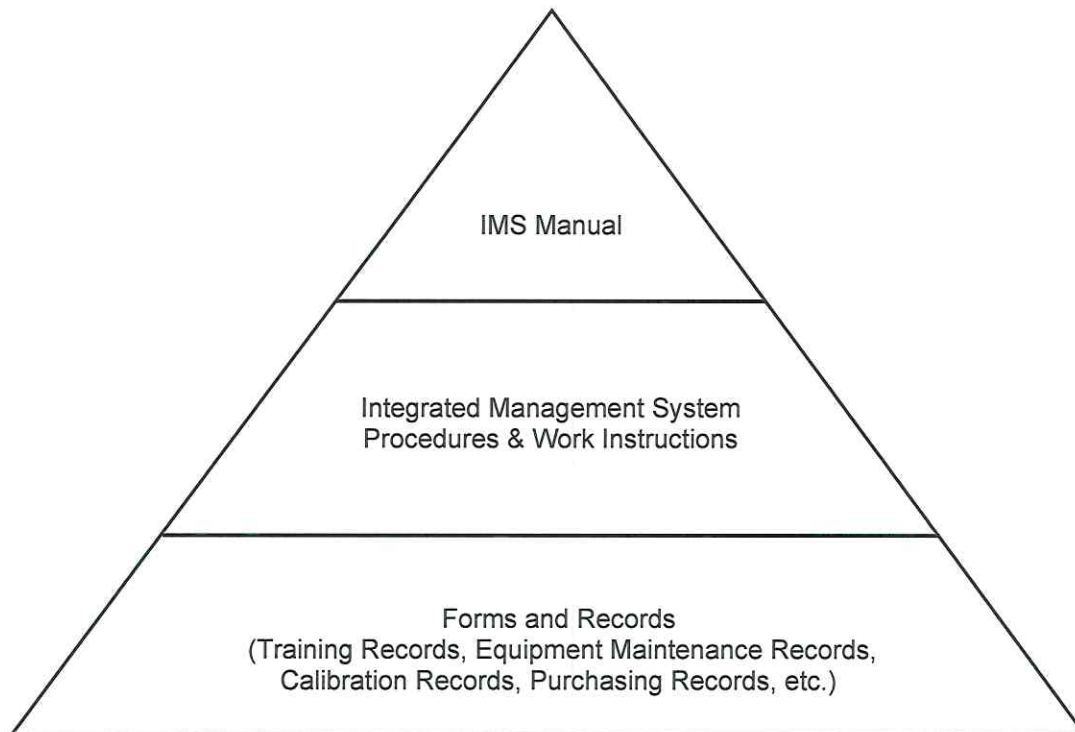 IMS Manual
Integrated Management System
Procedures & Work Instructions
Forms and Records
(Training Records, Equipment Maintenance Records,
Calibration Records, Purchasing Records, etc.)